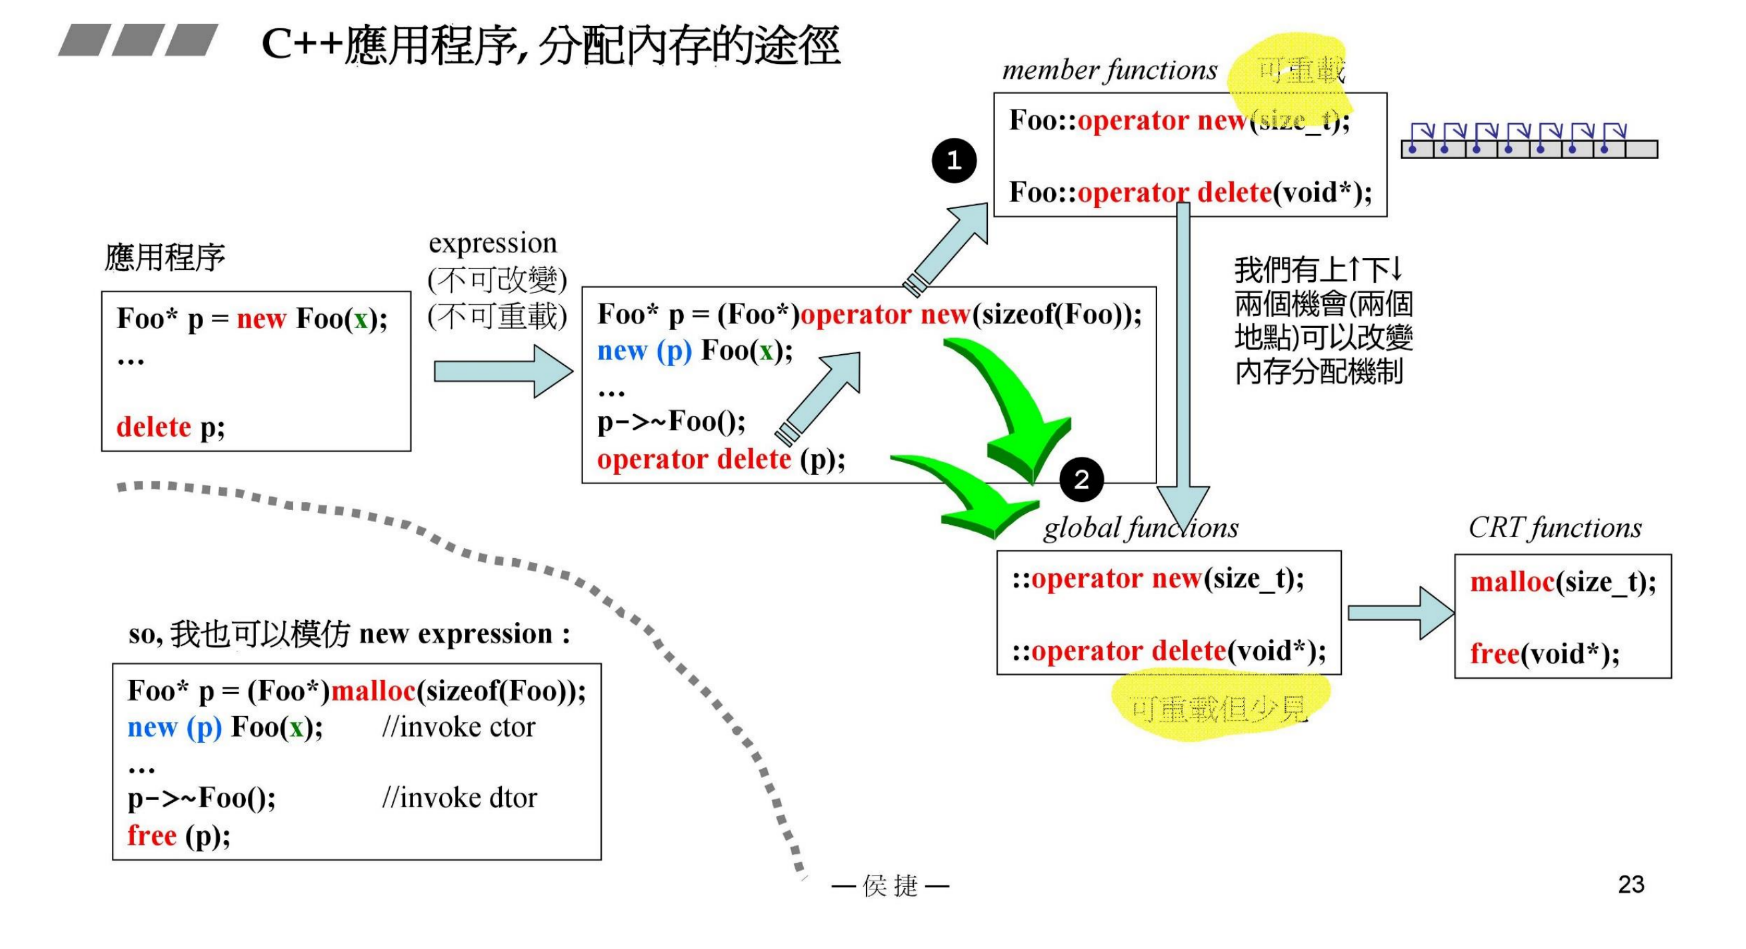 C++應用程序, 分配內存的途徑
member functions 可重載
Foo::operator new(size_t);
Foo::operator delete(void*);
1
應用程序
Foo* p = new Foo(x);
...
delete p;
expression
(不可改變)
(不可重載)
Foo* p = (Foo*)operator new(sizeof(Foo));
new (p) Foo(x);
...
p->~Foo();
operator delete (p);
我們有上↑下↓
兩個機會(兩個
地點)可以改變
內存分配機制
2
global functions
::operator new(size_t);
::operator delete(void*);
可重載但少見
CRT functions
malloc(size_t);
free(void*);
so, 我也可以模仿 new expression :
Foo* p = (Foo*)malloc(sizeof(Foo));
new (p) Foo(x); //invoke ctor
...
p->~Foo(); //invoke dtor
free (p);
— 侯捷 —
23